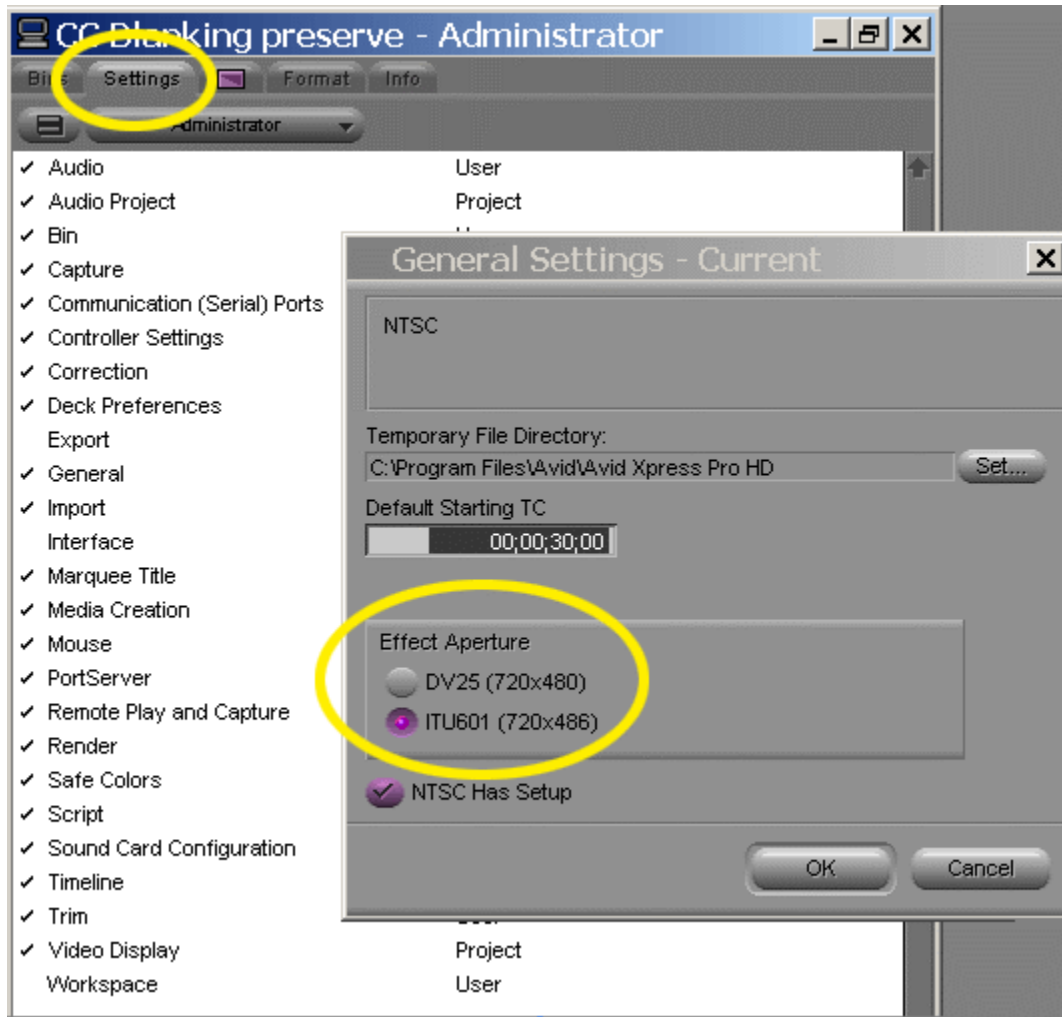 CC Blanking preserve - Administrator
Bins Settings Format Info
Administrator
Audio User
Audio Project Project
Bin
Capture
Communication (Serial) Ports
Controller Settings
Correction
Deck Preferences
Export
General
Import
Interface
Marquee Title
Media Creation
Mouse
PortServer
Remote Play and Capture
Render
Safe Colors
Script
Sound Card Configuration
Timeline
Trim
Video Display Project
Workspace User
General Settings - Current
NTSC
Temporary File Directory:
C:\Program Files\Avid\Avid Xpress Pro HD Set...
Default Starting TC
00;00;30;00
Effect Aperture
DV25 (720x480)
ITU601 (720x486)
NTSC Has Setup
OK Cancel